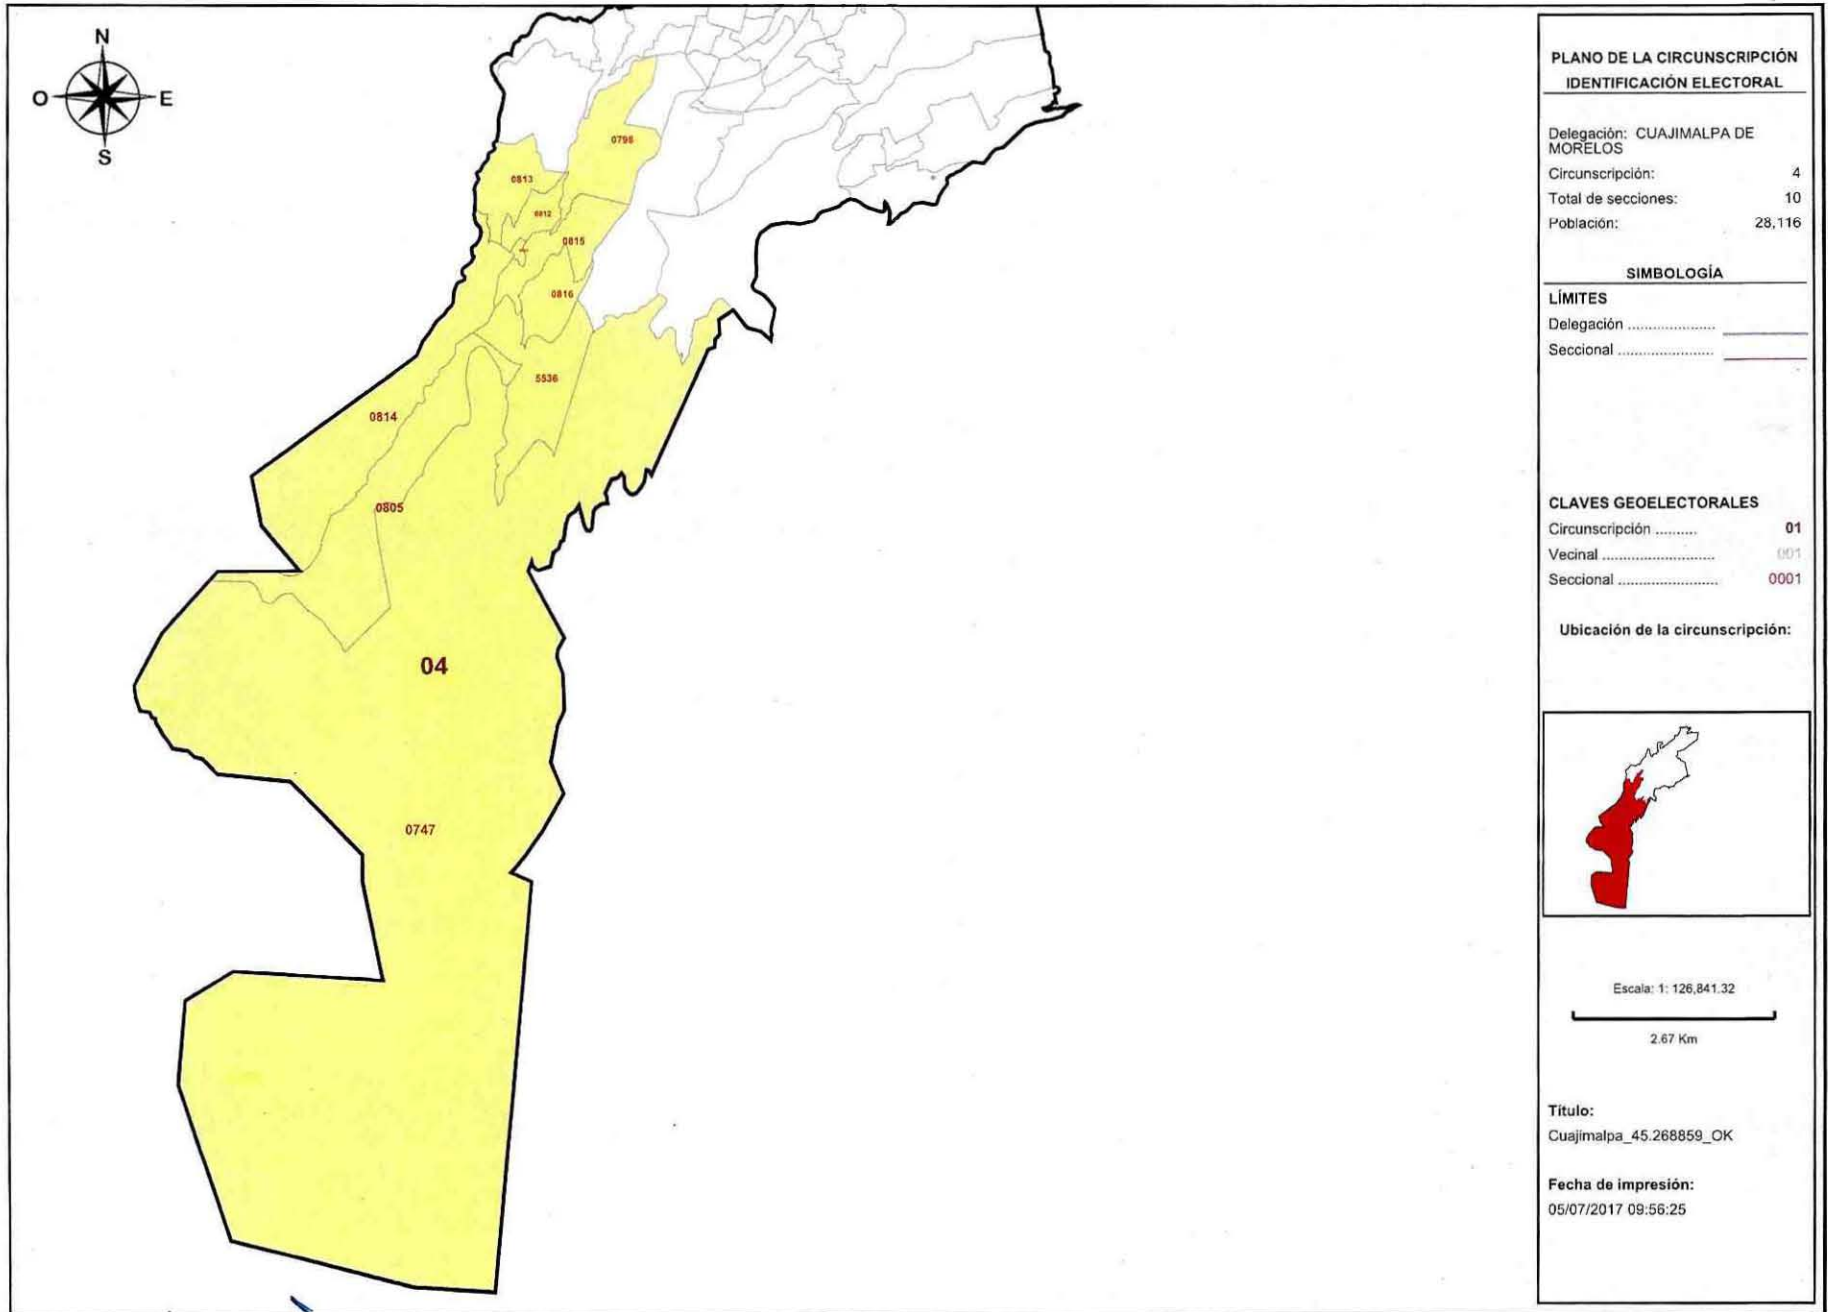 N
O
E
S
0798
0813
0812
0815
0816
5536
0814
0805
04
0747
PLANO DE LA CIRCUNSCRIPCIÓN
IDENTIFICACIÓN ELECTORAL
Delegación: CUAJIMALPA DE
MORELOS
Circunscripción: 4
Total de secciones: 10
Población: 28,116
SIMBOLOGÍA
LÍMITES
Delegación .....................
Seccional .......................
CLAVES GEOELECTORALES
Circunscripción .......... 01
Vecinal ........................... 001
Seccional ........................ 0001
Ubicación de la circunscripción:
Escala: 1: 126,841.32
2.67 Km
Título:
Cuajimalpa_45.268859_OK
Fecha de impresión:
05/07/2017 09:56:25